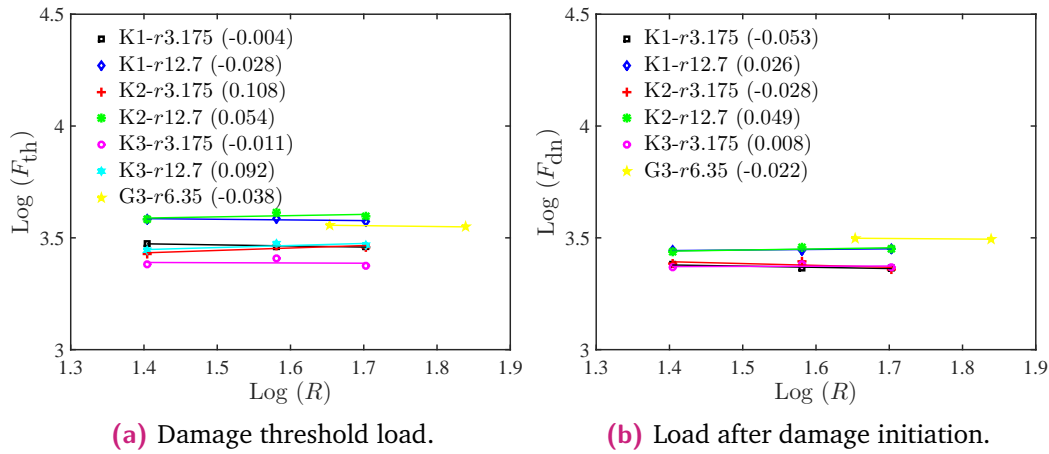 4.5
4
3.5
3
Log (F_th)
K1-r3.175 (-0.004)
K1-r12.7 (-0.028)
K2-r3.175 (0.108)
K2-r12.7 (0.054)
K3-r3.175 (-0.011)
K3-r12.7 (0.092)
G3-r6.35 (-0.038)
1.3 1.4 1.5 1.6 1.7 1.8 1.9
Log (R)
(a) Damage threshold load.
4.5
4
3.5
3
Log (F_dn)
K1-r3.175 (-0.053)
K1-r12.7 (0.026)
K2-r3.175 (-0.028)
K2-r12.7 (0.049)
K3-r3.175 (0.008)
G3-r6.35 (-0.022)
1.3 1.4 1.5 1.6 1.7 1.8 1.9
Log (R)
(b) Load after damage initiation.